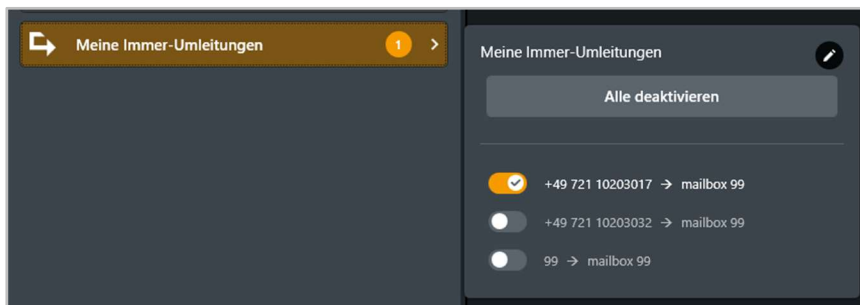 Meine Immer-Umleitungen 1
Meine Immer-Umleitungen
Alle deaktivieren
+49 721 10203017 → mailbox 99
+49 721 10203032 → mailbox 99
99 → mailbox 99